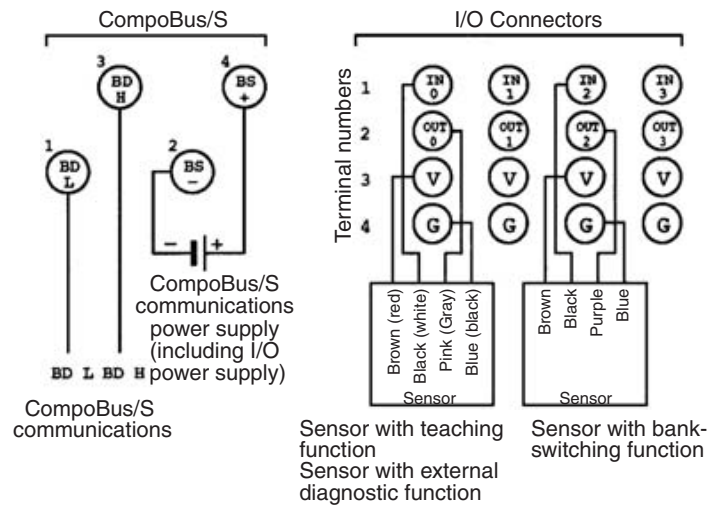 CompoBus/S
3
BD
H
4
BS
+
1
BD
L
2
BS
−
− +
CompoBus/S
communications
power supply
(including I/O
power supply)
BD L BD H
CompoBus/S
communications
I/O Connectors
Terminal numbers
1
IN
0
IN
1
IN
2
IN
3
2
OUT
0
OUT
1
OUT
2
OUT
3
3
V
V
V
V
4
G
G
G
G
Brown (red)
Black (white)
Pink (Gray)
Blue (black)
Sensor
Brown
Black
Purple
Blue
Sensor
Sensor with teaching
function
Sensor with external
diagnostic function
Sensor with bank-
switching function